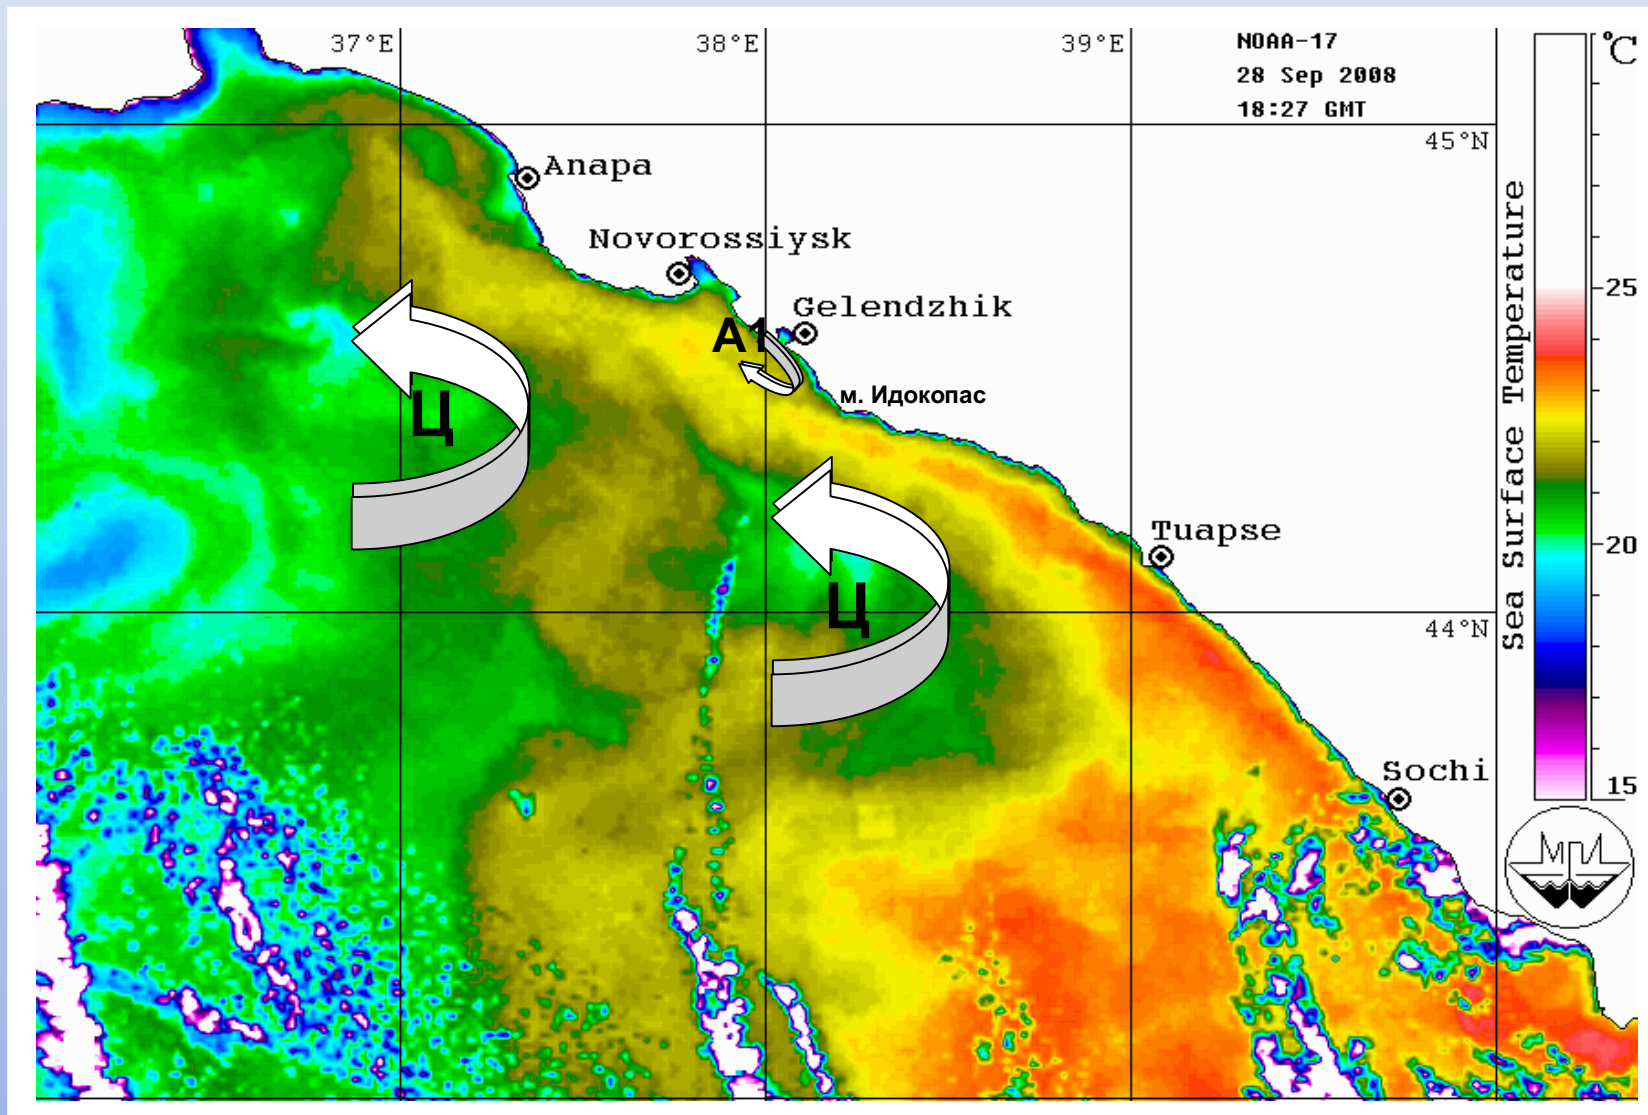 37°E
38°E
39°E
NOAA-17
28 Sep 2008
18:27 GMT
°C
45°N
Anapa
Novorossiysk
Gelendzhik
А1
м. Идокопас
Ц
Ц
Tuapse
44°N
Sochi
Sea Surface Temperature
25
20
15